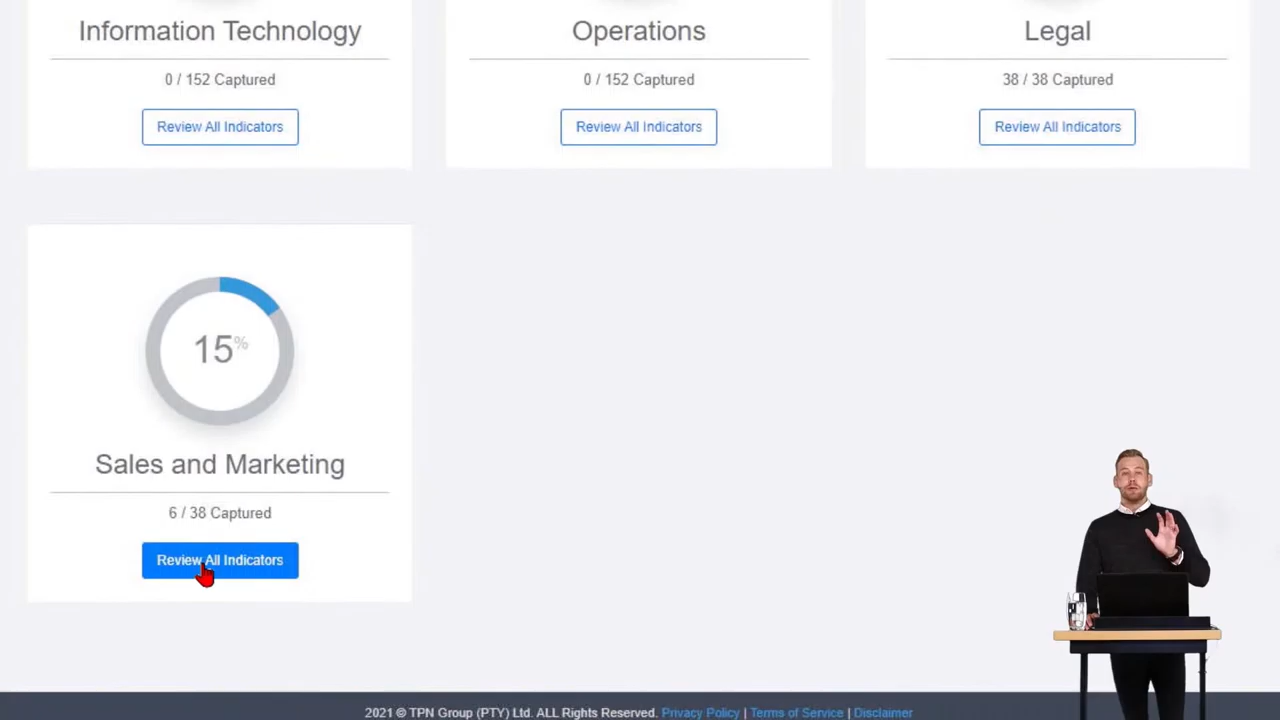 Information Technology
0 / 152 Captured
Review All Indicators
Operations
0 / 152 Captured
Review All Indicators
Legal
38 / 38 Captured
Review All Indicators
15%
Sales and Marketing
6 / 38 Captured
Review All Indicators
2021 © TPN Group (PTY) Ltd. ALL Rights Reserved. Privacy Policy | Terms of Service | Disclaimer